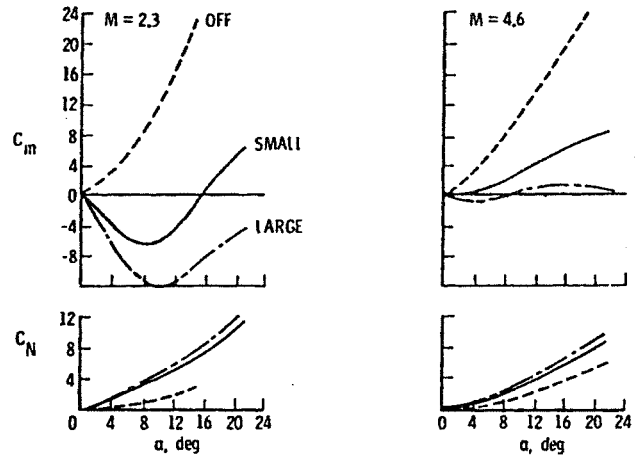 M = 2.3
M = 4.6
24
20
16
12
8
4
0
-4
-8
C_m
OFF
SMALL
LARGE
12
8
4
0
C_N
0 4 8 12 16 20 24
α, deg
0 4 8 12 16 20 24
α, deg